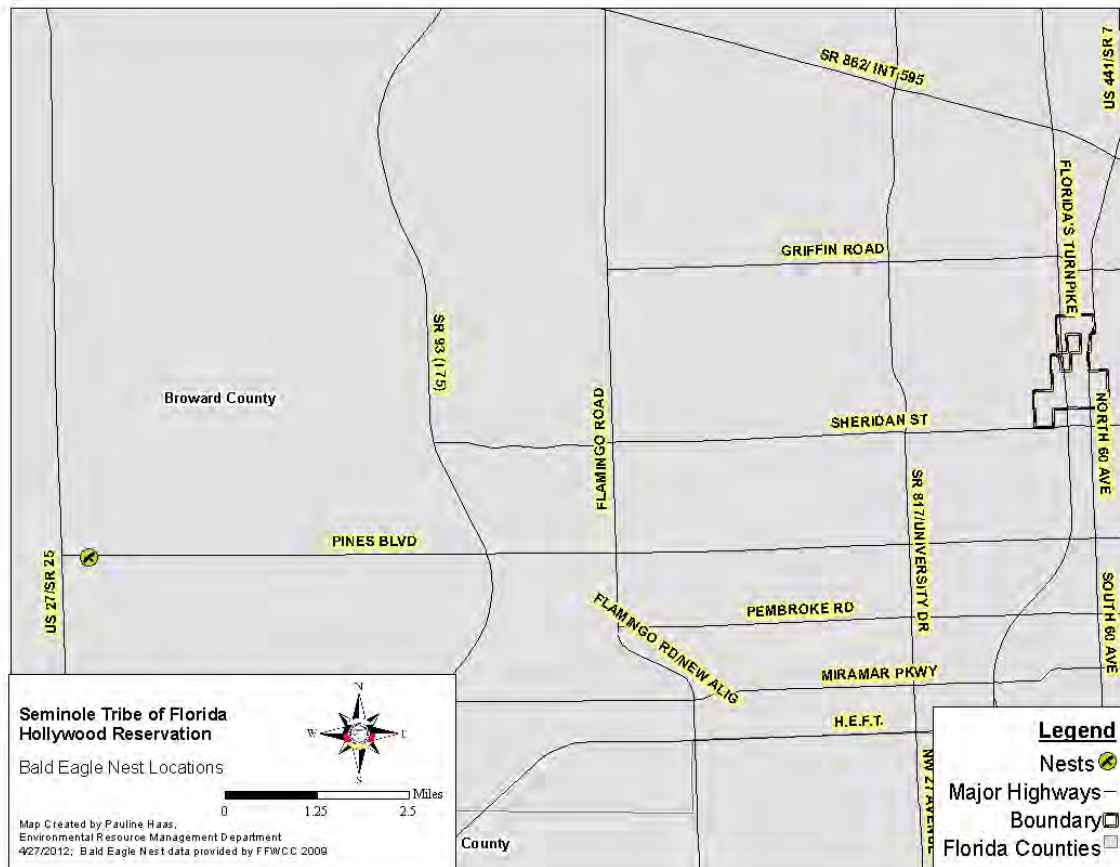 SR 862/ INT 595
US 441/SR 7
FLORIDA'S TURNPIKE
GRIFFIN ROAD
SR 93 (I-75)
Broward County
FLAMINGO ROAD
SHERIDAN ST
NORTH 60 AVE
SR 817/UNIVERSITY DR
PINES BLVD
US 27/SR 25
FLAMINGO RD/NEW ALIG
PEMBROKE RD
SOUTH 60 AVE
MIRAMAR PKWY
H.E.F.T.
NW 27 AVENUE
County
Seminole Tribe of Florida
Hollywood Reservation
Bald Eagle Nest Locations
N
W E
S
Miles
0 1.25 2.5
Map Created by Pauline Haas,
Environmental Resource Management Department
4/27/2012; Bald Eagle Nest data provided by FFWCC 2009
Legend
Nests
Major Highways
Boundary
Florida Counties